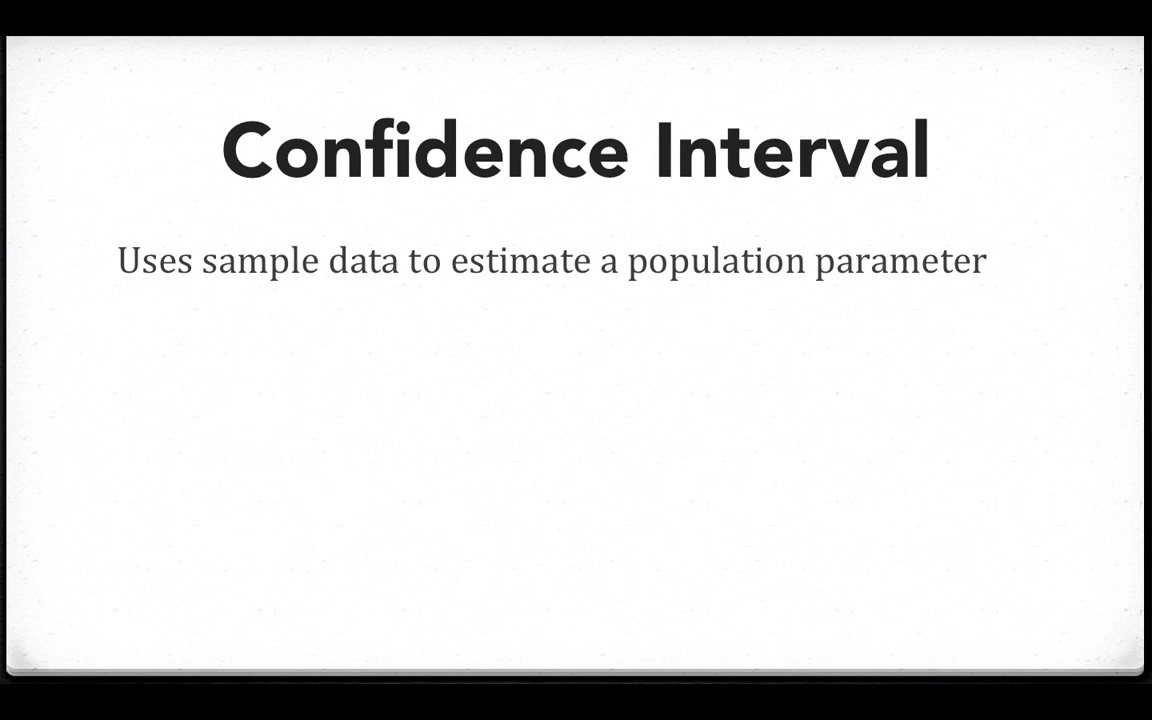 Confidence Interval
Uses sample data to estimate a population parameter